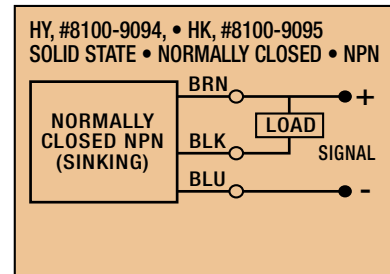 HY, #8100-9094, • HK, #8100-9095
SOLID STATE • NORMALLY CLOSED • NPN
BRN
+
NORMALLY
CLOSED NPN
(SINKING)
LOAD
BLK
SIGNAL
BLU
-